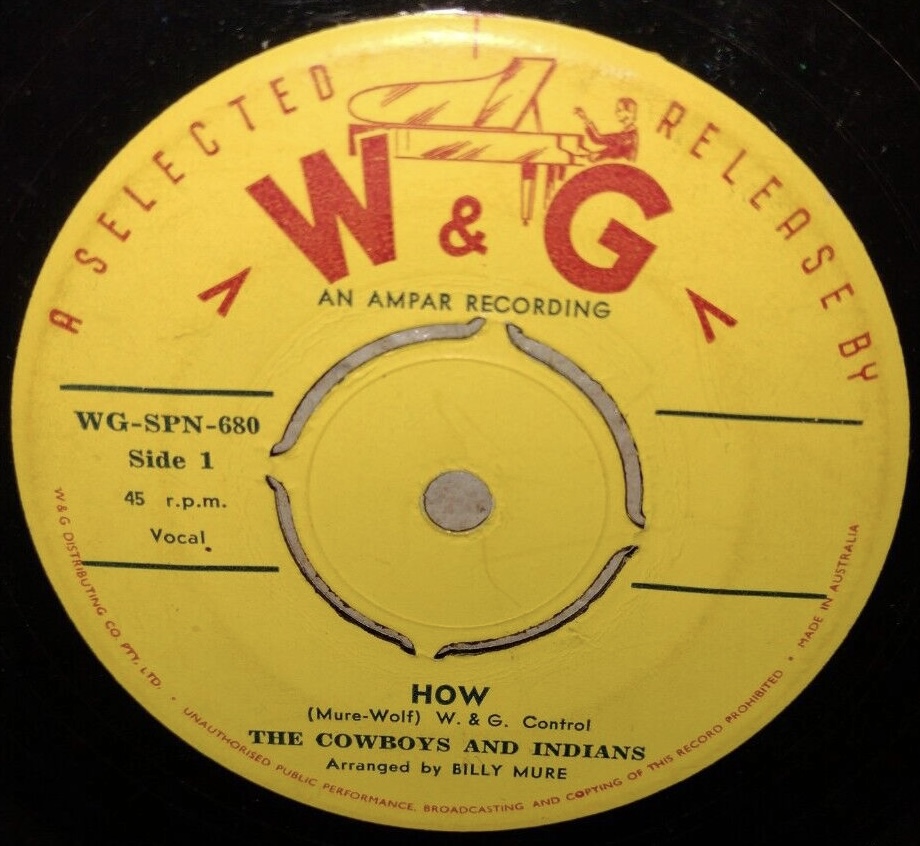 A SELECTED RELEASE BY
W & G
AN AMPAR RECORDING
WG-SPN-680
Side 1
45 r.p.m.
Vocal
HOW
(Mure-Wolf) W. & G. Control
THE COWBOYS AND INDIANS
Arranged by BILLY MURE
W & G DISTRIBUTING CO. PTY. LTD. • UNAUTHORISED PUBLIC PERFORMANCE, BROADCASTING AND COPYING OF THIS RECORD PROHIBITED • MADE IN AUSTRALIA